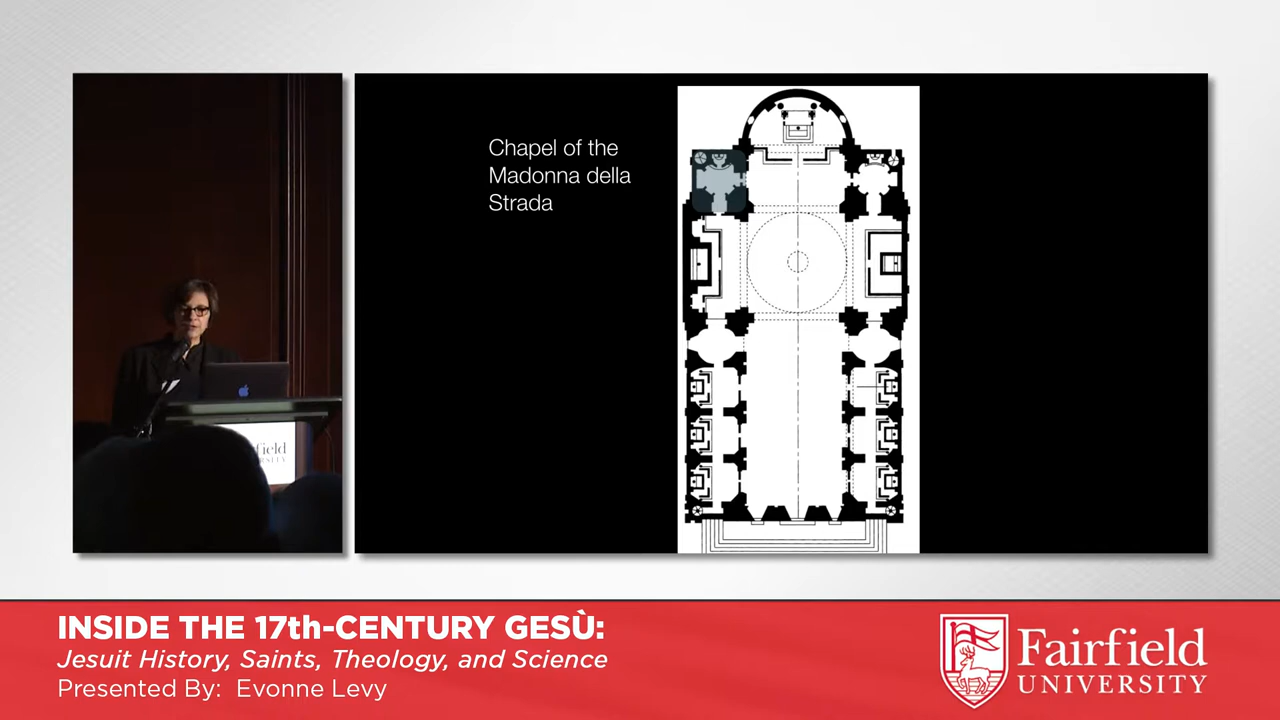 Chapel of the
Madonna della
Strada
field
INSIDE THE 17th-CENTURY GESÙ:
Jesuit History, Saints, Theology, and Science
Presented By: Evonne Levy
Fairfield
UNIVERSITY